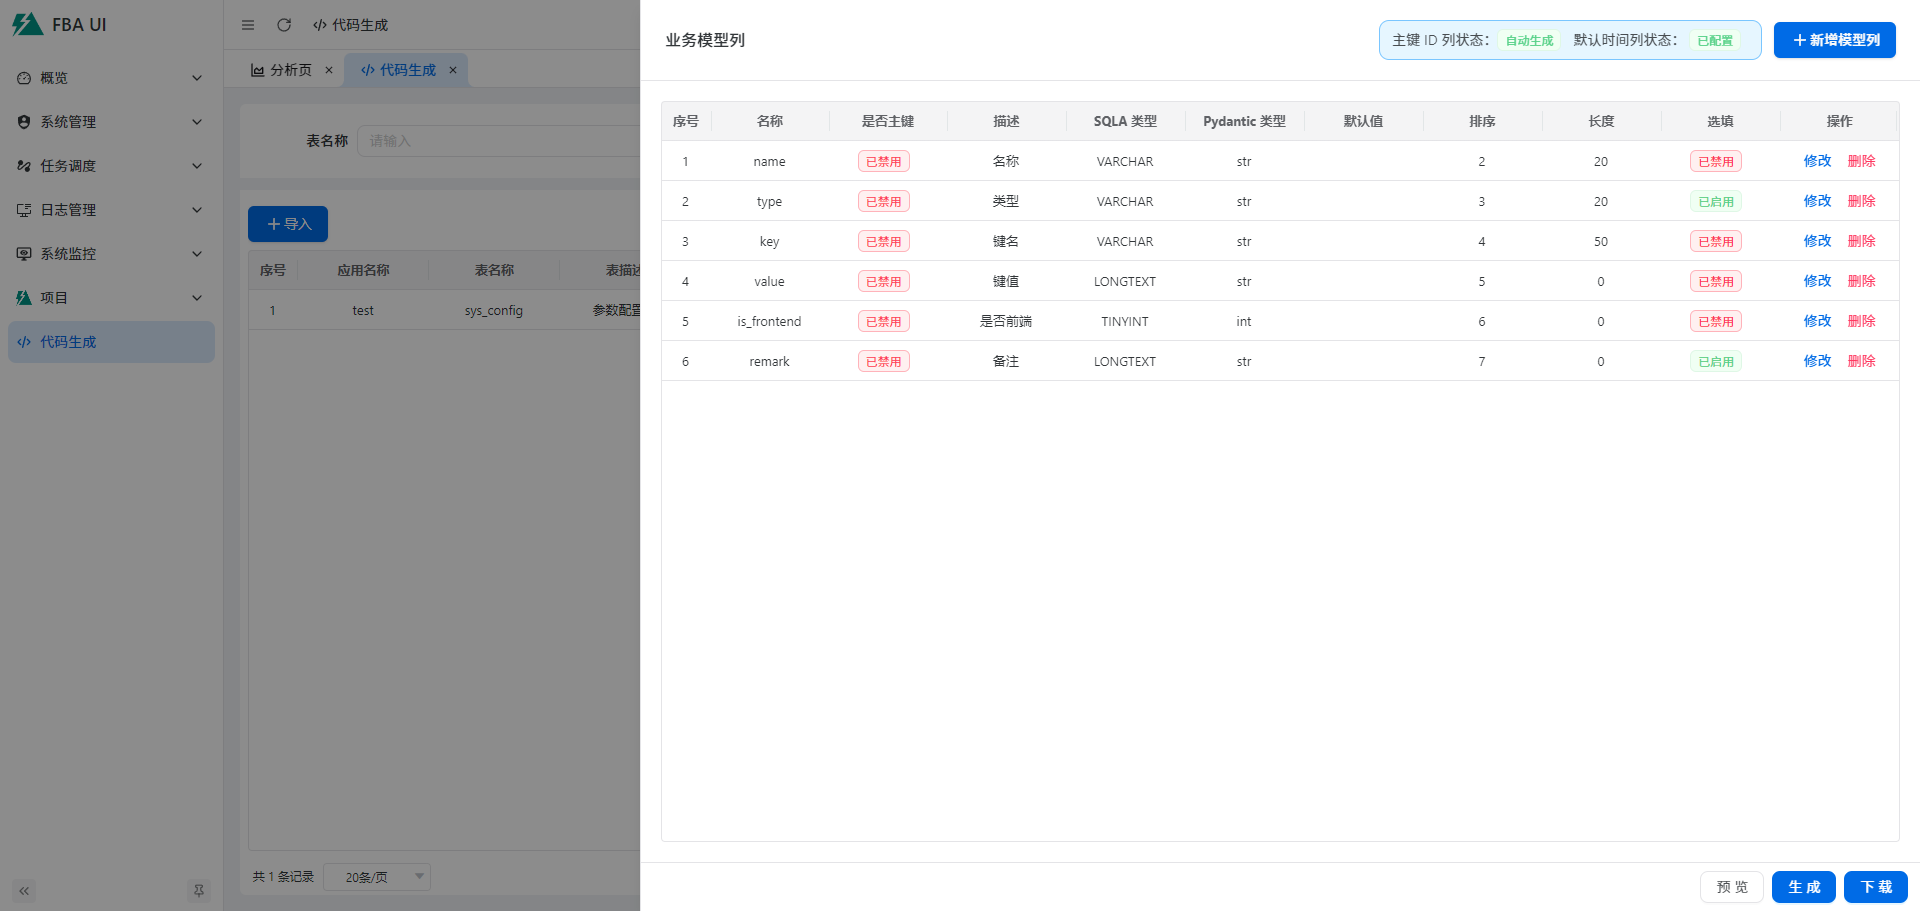 FBA UI
概览
系统管理
任务调度
日志管理
系统监控
项目
代码生成
代码生成
分析页
代码生成
表名称
请输入
导入
序号 应用名称 表名称 表描述
1 test sys_config 参数配置
共 1 条记录
20条/页
业务模型列
主键 ID 列状态： 自动生成 默认时间列状态： 已配置
新增模型列
序号 名称 是否主键 描述 SQLA 类型 Pydantic 类型 默认值 排序 长度 选填 操作
1 name 已禁用 名称 VARCHAR str 2 20 已禁用 修改 删除
2 type 已禁用 类型 VARCHAR str 3 20 已启用 修改 删除
3 key 已禁用 键名 VARCHAR str 4 50 已禁用 修改 删除
4 value 已禁用 键值 LONGTEXT str 5 0 已禁用 修改 删除
5 is_frontend 已禁用 是否前端 TINYINT int 6 0 已禁用 修改 删除
6 remark 已禁用 备注 LONGTEXT str 7 0 已启用 修改 删除
预 览
生 成
下 载